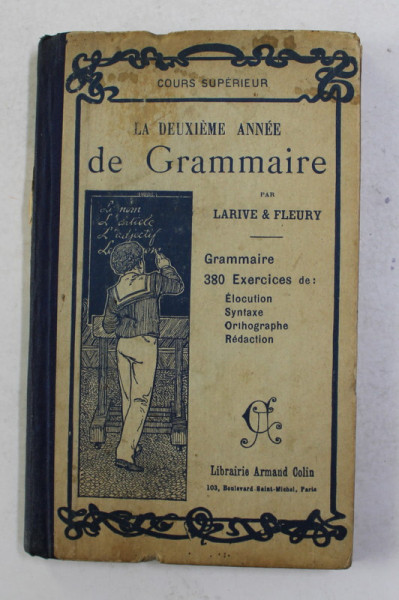 COURS SUPÉRIEUR
LA DEUXIÈME ANNÉE
de Grammaire
PAR
LARIVE & FLEURY
Le nom
L'article
L'adjectif
Le
Grammaire
380 Exercices de:
Élocution
Syntaxe
Orthographe
Rédaction
Librairie Armand Colin
103, Boulevard Saint-Michel, Paris